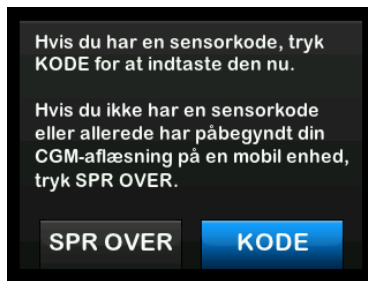 Hvis du har en sensorkode, tryk
KODE for at indtaste den nu.
Hvis du ikke har en sensorkode
eller allerede har påbegyndt din
CGM-aflæsning på en mobil enhed,
tryk SPR OVER.
SPR OVER
KODE